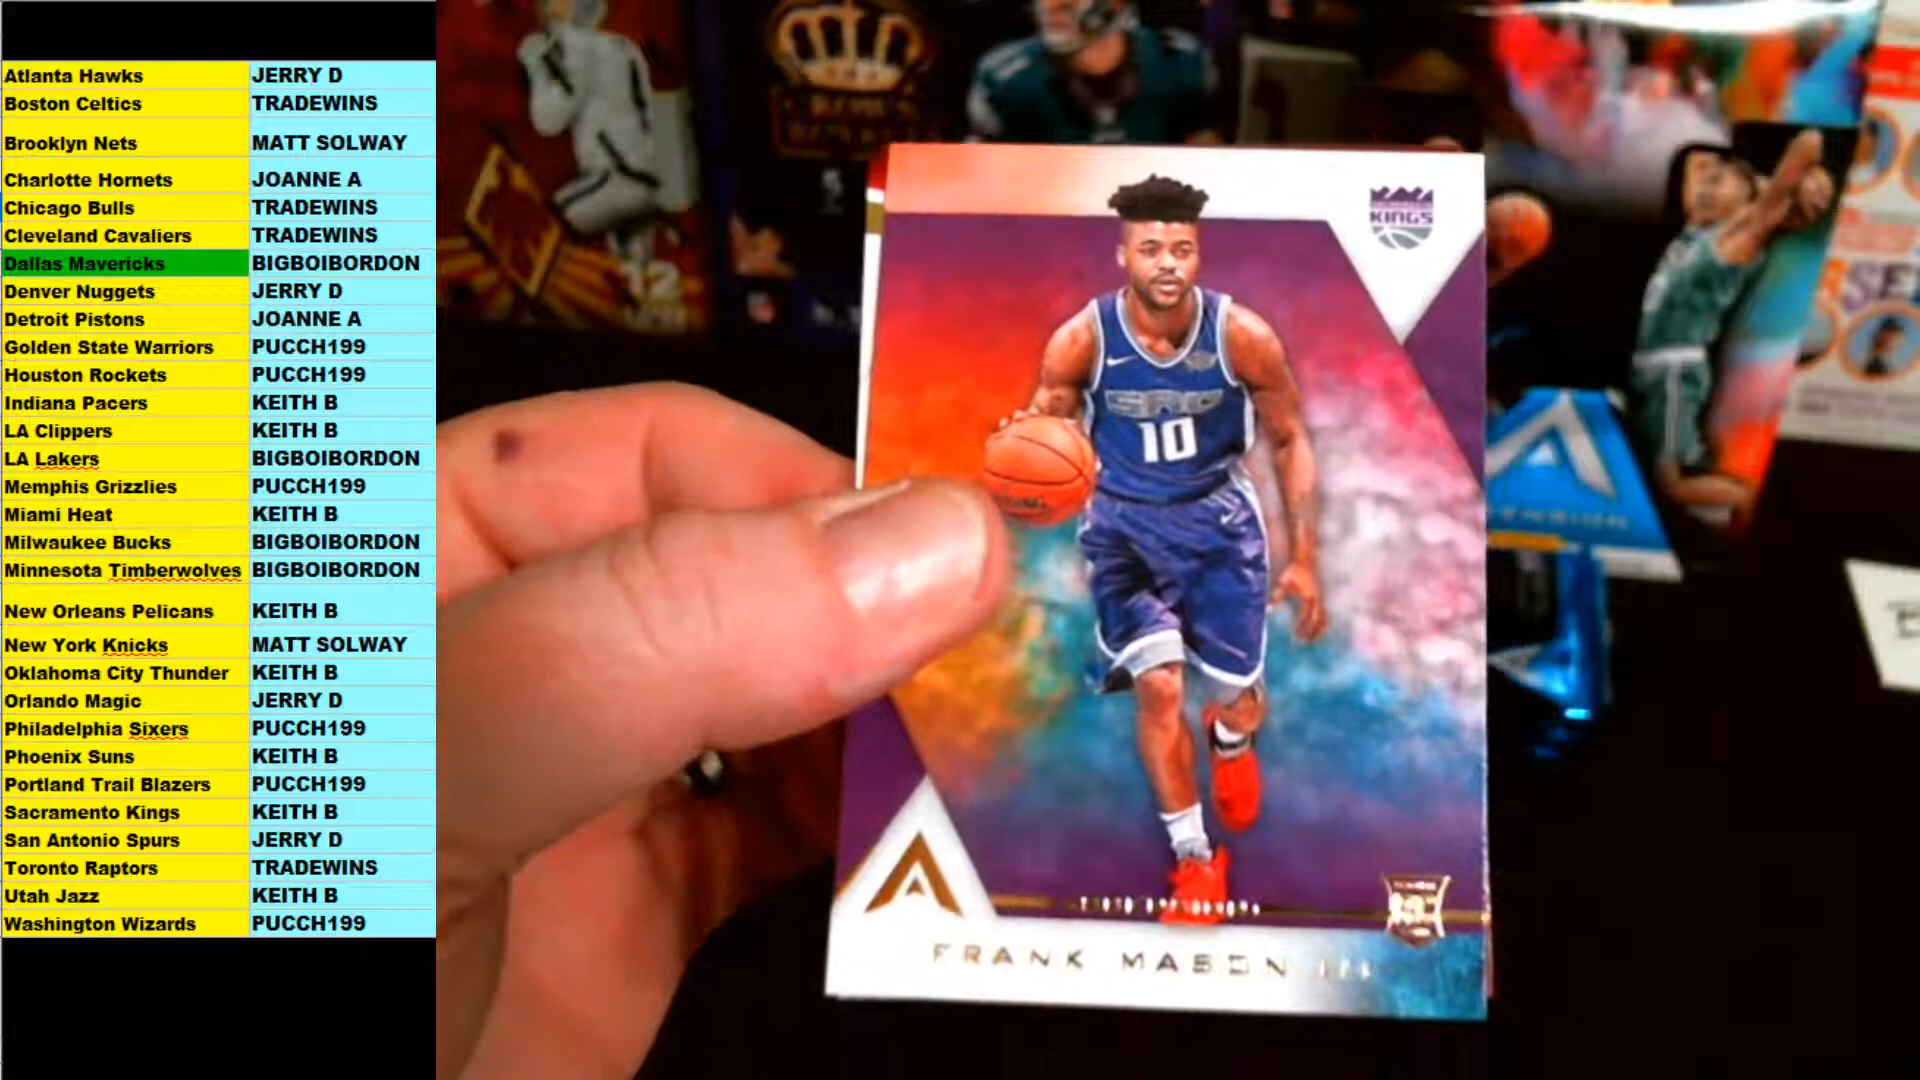 Atlanta Hawks JERRY D
Boston Celtics TRADEWINS
Brooklyn Nets MATT SOLWAY
Charlotte Hornets JOANNE A
Chicago Bulls TRADEWINS
Cleveland Cavaliers TRADEWINS
Dallas Mavericks BIGBOIBORDON
Denver Nuggets JERRY D
Detroit Pistons JOANNE A
Golden State Warriors PUCCH199
Houston Rockets PUCCH199
Indiana Pacers KEITH B
LA Clippers KEITH B
LA Lakers BIGBOIBORDON
Memphis Grizzlies PUCCH199
Miami Heat KEITH B
Milwaukee Bucks BIGBOIBORDON
Minnesota Timberwolves BIGBOIBORDON
New Orleans Pelicans KEITH B
New York Knicks MATT SOLWAY
Oklahoma City Thunder KEITH B
Orlando Magic JERRY D
Philadelphia Sixers PUCCH199
Phoenix Suns KEITH B
Portland Trail Blazers PUCCH199
Sacramento Kings KEITH B
San Antonio Spurs JERRY D
Toronto Raptors TRADEWINS
Utah Jazz KEITH B
Washington Wizards PUCCH199
KINGS
SAC
10
FRANK MASON III
12